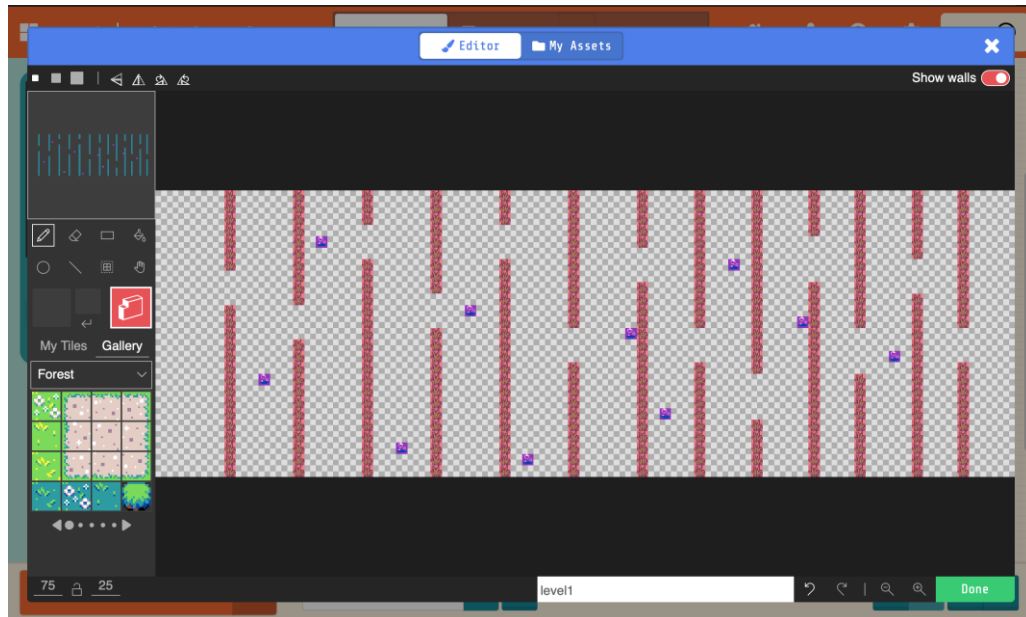 Editor
My Assets
Show walls
My Tiles
Gallery
Forest
75
25
level1
Done